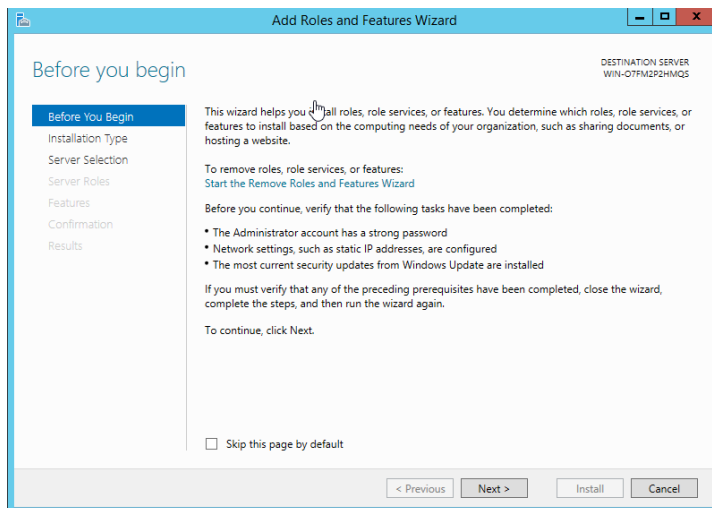 Add Roles and Features Wizard
Before you begin
DESTINATION SERVER
WIN-O7FM2P2HMQS
Before You Begin
Installation Type
Server Selection
Server Roles
Features
Confirmation
Results
This wizard helps you install roles, role services, or features. You determine which roles, role services, or
features to install based on the computing needs of your organization, such as sharing documents, or
hosting a website.
To remove roles, role services, or features:
Start the Remove Roles and Features Wizard
Before you continue, verify that the following tasks have been completed:
• The Administrator account has a strong password
• Network settings, such as static IP addresses, are configured
• The most current security updates from Windows Update are installed
If you must verify that any of the preceding prerequisites have been completed, close the wizard,
complete the steps, and then run the wizard again.
To continue, click Next.
Skip this page by default
< Previous
Next >
Install
Cancel